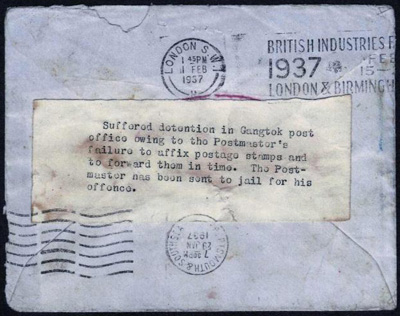 LONDON S.W.1
1 45PM
1 FEB
1937
BRITISH INDUSTRIES F
1937 FEB
15-
LONDON & BIRMINGH
Suffered detention in Gangtok post
office owing to the Postmaster's
failure to affix postage stamps and
to forward them in time. The Post-
master has been sent to jail for his
offence.
1937